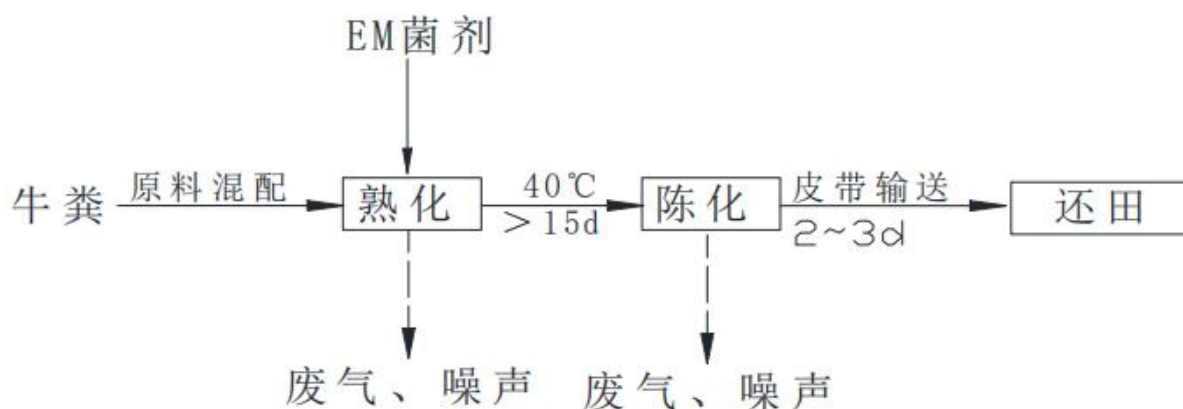 EM菌剂
牛粪
原料混配
熟化
40℃
＞15d
陈化
皮带输送
2~3d
还田
废气、噪声
废气、噪声